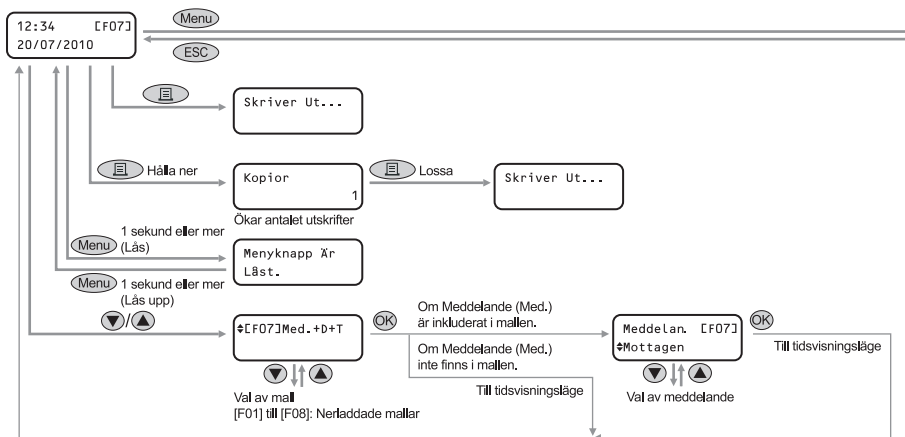 12:34 [F07]
20/07/2010
Menu
ESC
Skriver Ut...
Hålla ner
Kopior
1
Ökar antalet utskrifter
Lossa
Skriver Ut...
1 sekund eller mer
Menu (Lås)
Menyknapp Är
Låst.
Menu 1 sekund eller mer
(Lås upp)
▼/▲
[F07]Med.+D+T
OK
Om Meddelande (Med.)
är inkluderat i mallen.
Om Meddelande (Med.)
inte finns i mallen.
Till tidsvisningsläge
Val av mall
[F01] till [F08]: Nerladdade mallar
Meddelan. [F07]
Mottagen
OK
Till tidsvisningsläge
Val av meddelande